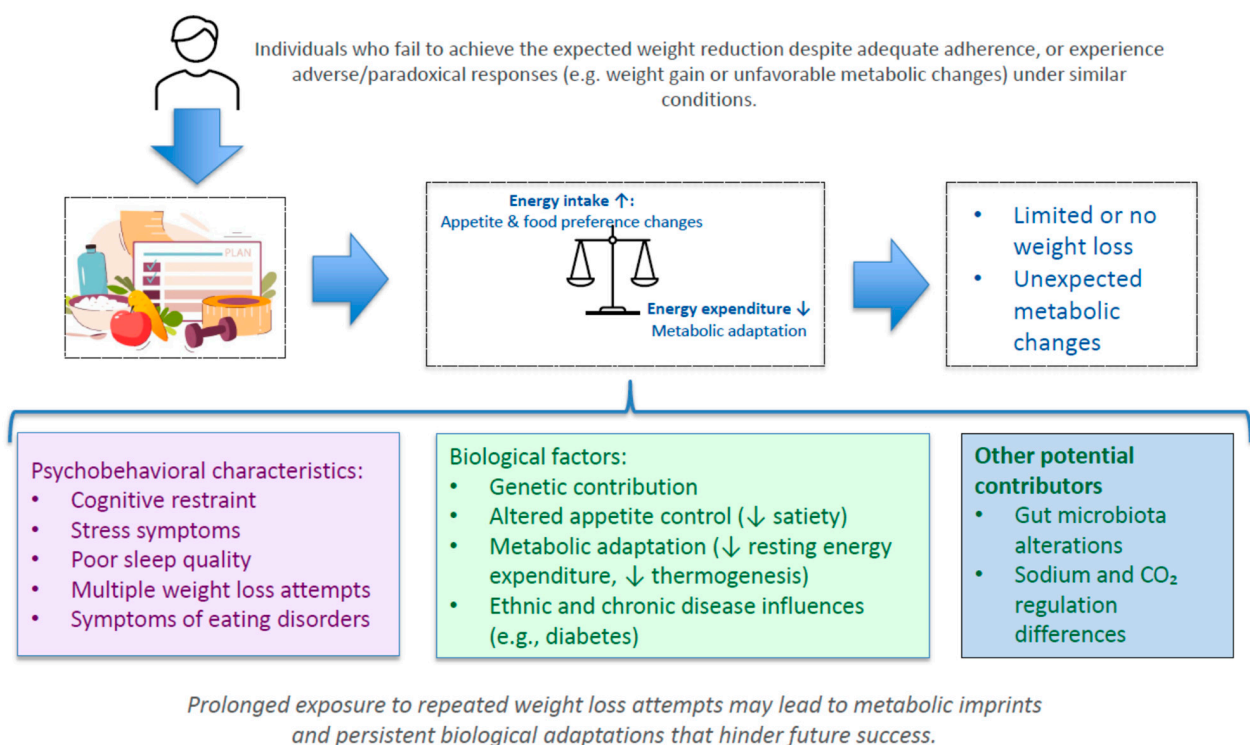 Individuals who fail to achieve the expected weight reduction despite adequate adherence, or experience
adverse/paradoxical responses (e.g. weight gain or unfavorable metabolic changes) under similar
conditions.
PLAN
Energy intake ↑:
Appetite & food preference changes
Energy expenditure ↓
Metabolic adaptation
• Limited or no
weight loss
• Unexpected
metabolic
changes
Psychobehavioral characteristics:
• Cognitive restraint
• Stress symptoms
• Poor sleep quality
• Multiple weight loss attempts
• Symptoms of eating disorders
Biological factors:
• Genetic contribution
• Altered appetite control (↓ satiety)
• Metabolic adaptation (↓ resting energy
expenditure, ↓ thermogenesis)
• Ethnic and chronic disease influences
(e.g., diabetes)
Other potential
contributors
• Gut microbiota
alterations
• Sodium and CO₂
regulation
differences
Prolonged exposure to repeated weight loss attempts may lead to metabolic imprints
and persistent biological adaptations that hinder future success.